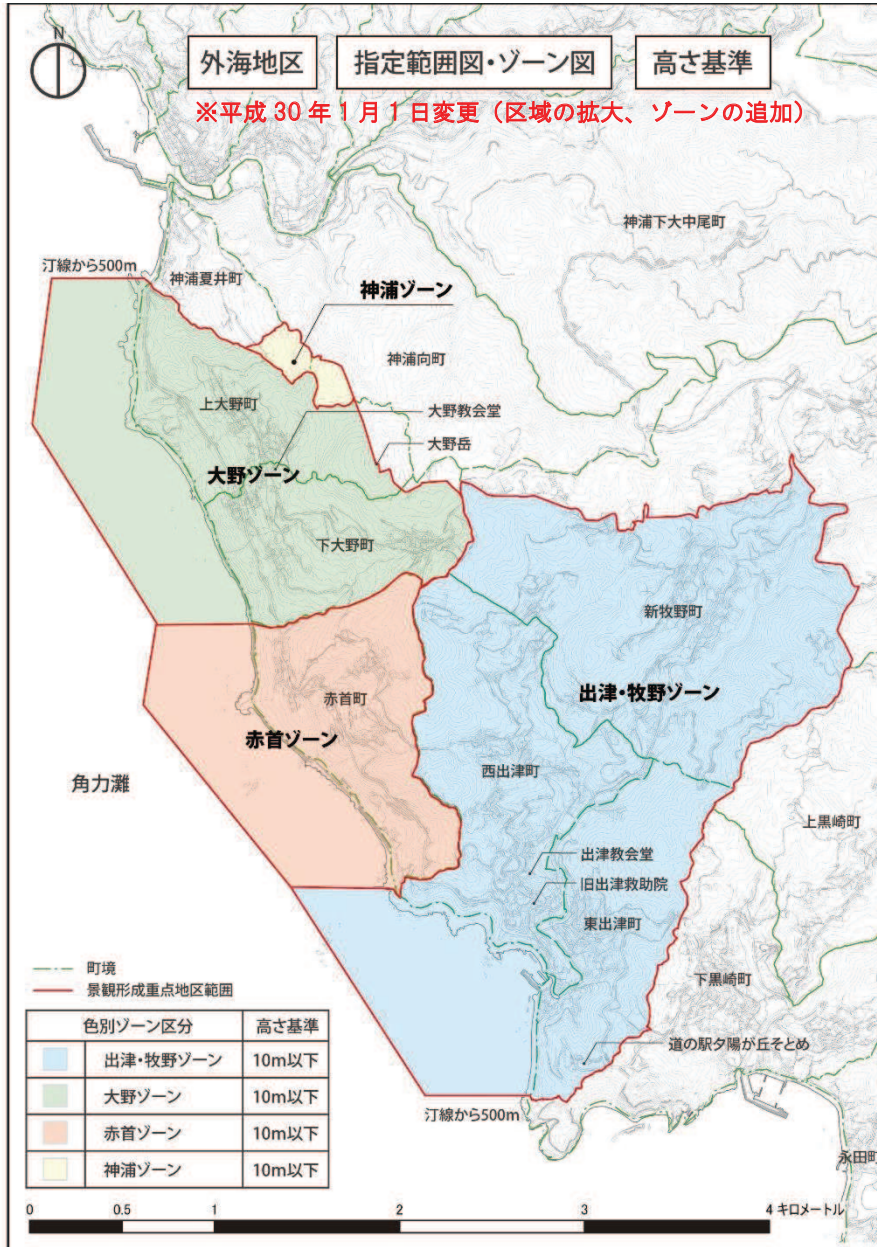 N
外海地区 指定範囲図・ゾーン図 高さ基準
※平成 30 年 1 月 1 日変更（区域の拡大、ゾーンの追加）
神浦下大中尾町
汀線から500m
神浦夏井町
神浦ゾーン
神浦向町
上大野町
大野教会堂
大野岳
大野ゾーン
下大野町
新牧野町
出津・牧野ゾーン
赤首町
赤首ゾーン
西出津町
角力灘
上黒崎町
出津教会堂
旧出津救助院
東出津町
下黒崎町
道の駅夕陽が丘そとめ
汀線から500m
永田町
町境
景観形成重点地区範囲
色別ゾーン区分 高さ基準
出津・牧野ゾーン 10m以下
大野ゾーン 10m以下
赤首ゾーン 10m以下
神浦ゾーン 10m以下
0 0.5 1 2 3 4 キロメートル